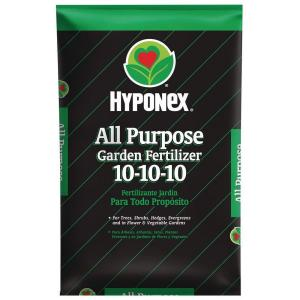 HYPONEX
All Purpose
Garden Fertilizer
10-10-10
Fertilizante Jardín
Para Todo Propósito
• For Trees, Shrubs, Hedges, Evergreens
and in Flower & Vegetable Gardens
All Purpose
All Purpose